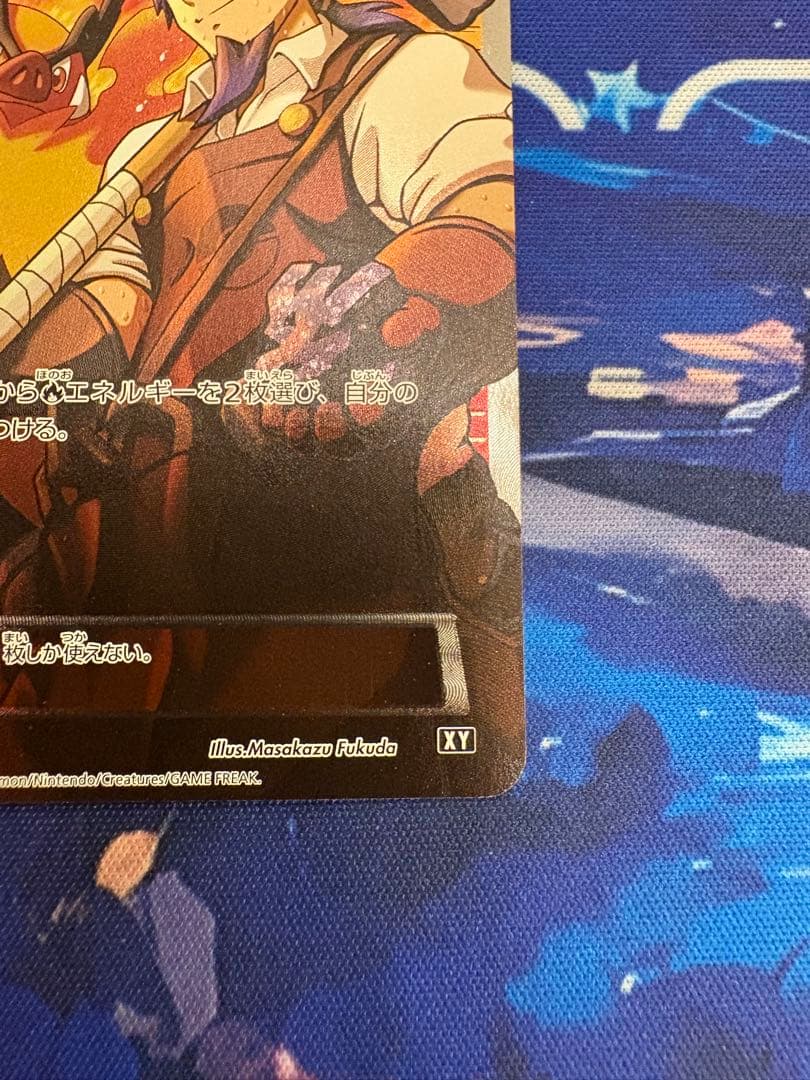 から🔥エネルギーを2枚選び、自分の
つける。
枚しか使えない。
Illus.Masakazu Fukuda
XY
mon/Nintendo/Creatures/GAME FREAK.